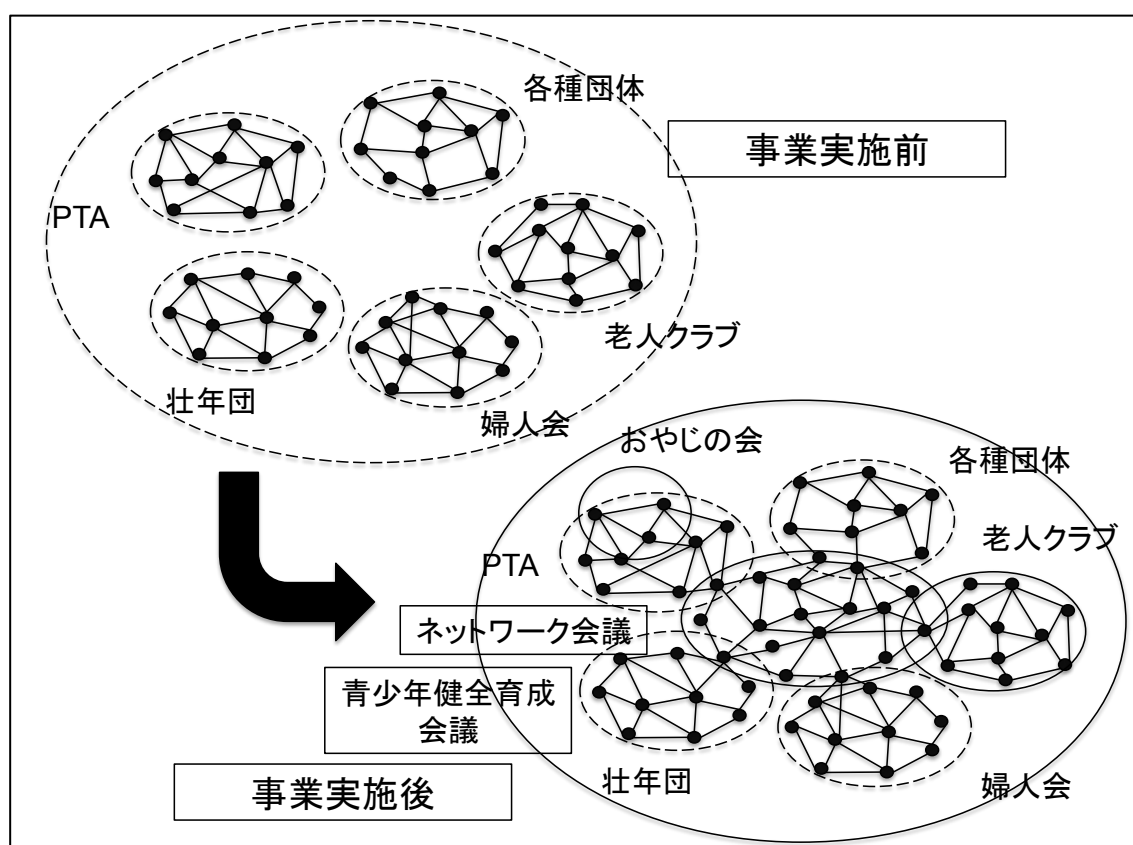 各種団体
事業実施前
PTA
老人クラブ
壮年団
婦人会
おやじの会
各種団体
老人クラブ
PTA
ネットワーク会議
青少年健全育成
会議
壮年団
事業実施後
婦人会